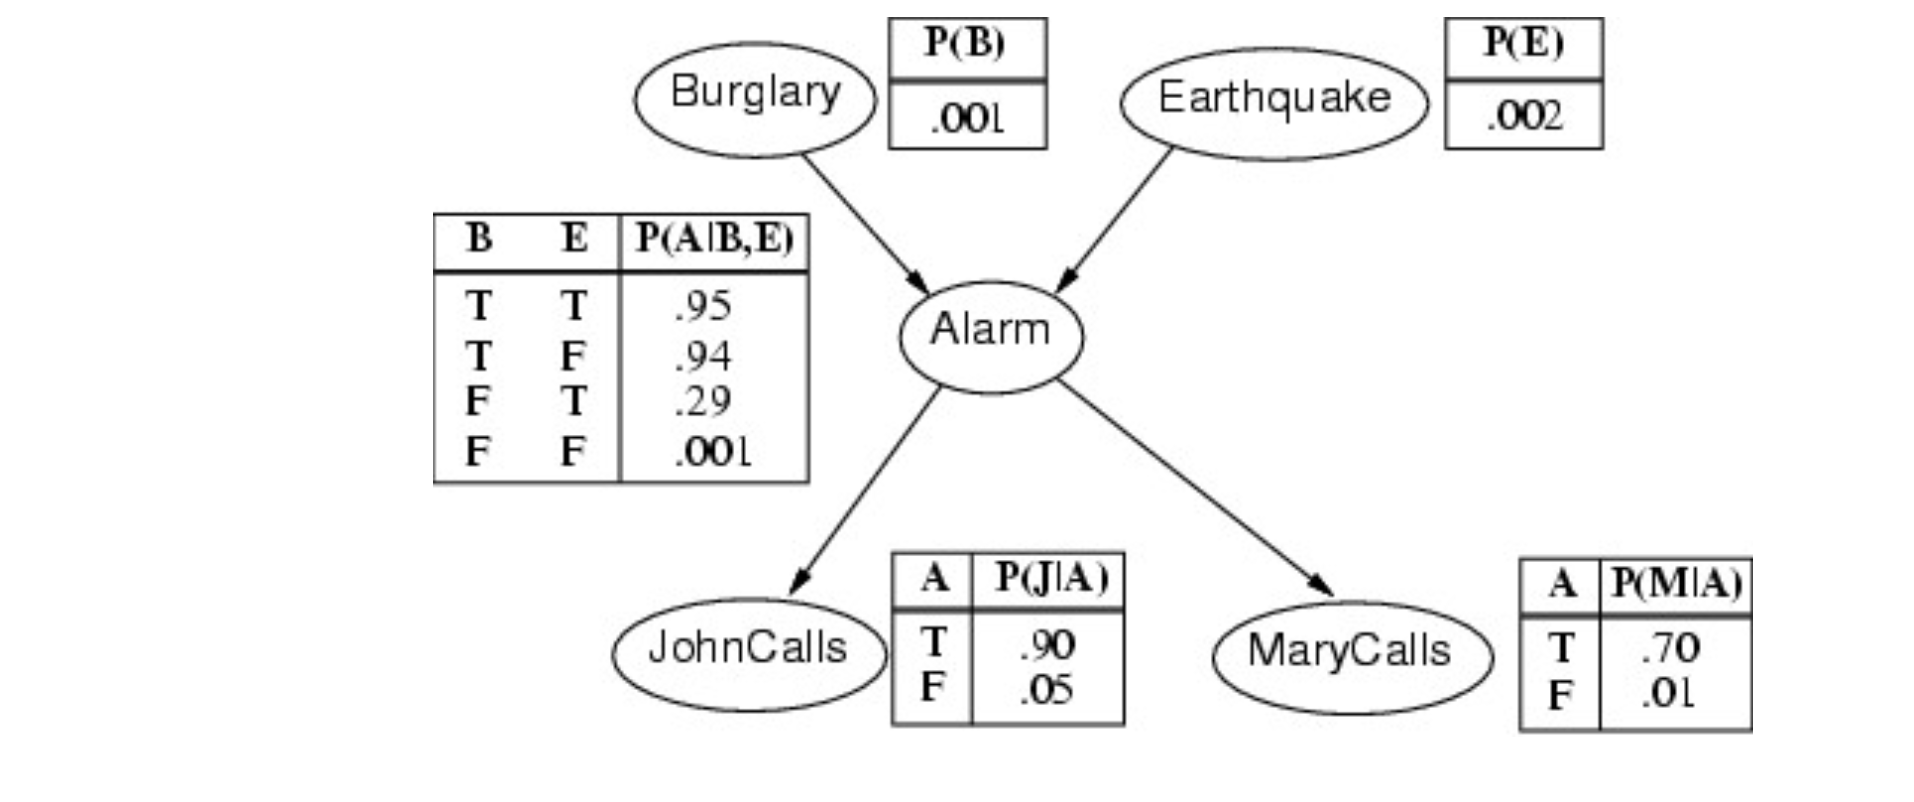 Burglary
P(B)
.001
Earthquake
P(E)
.002
B E P(A|B,E)
T T .95
T F .94
F T .29
F F .001
Alarm
JohnCalls
A P(J|A)
T .90
F .05
MaryCalls
A P(M|A)
T .70
F .01